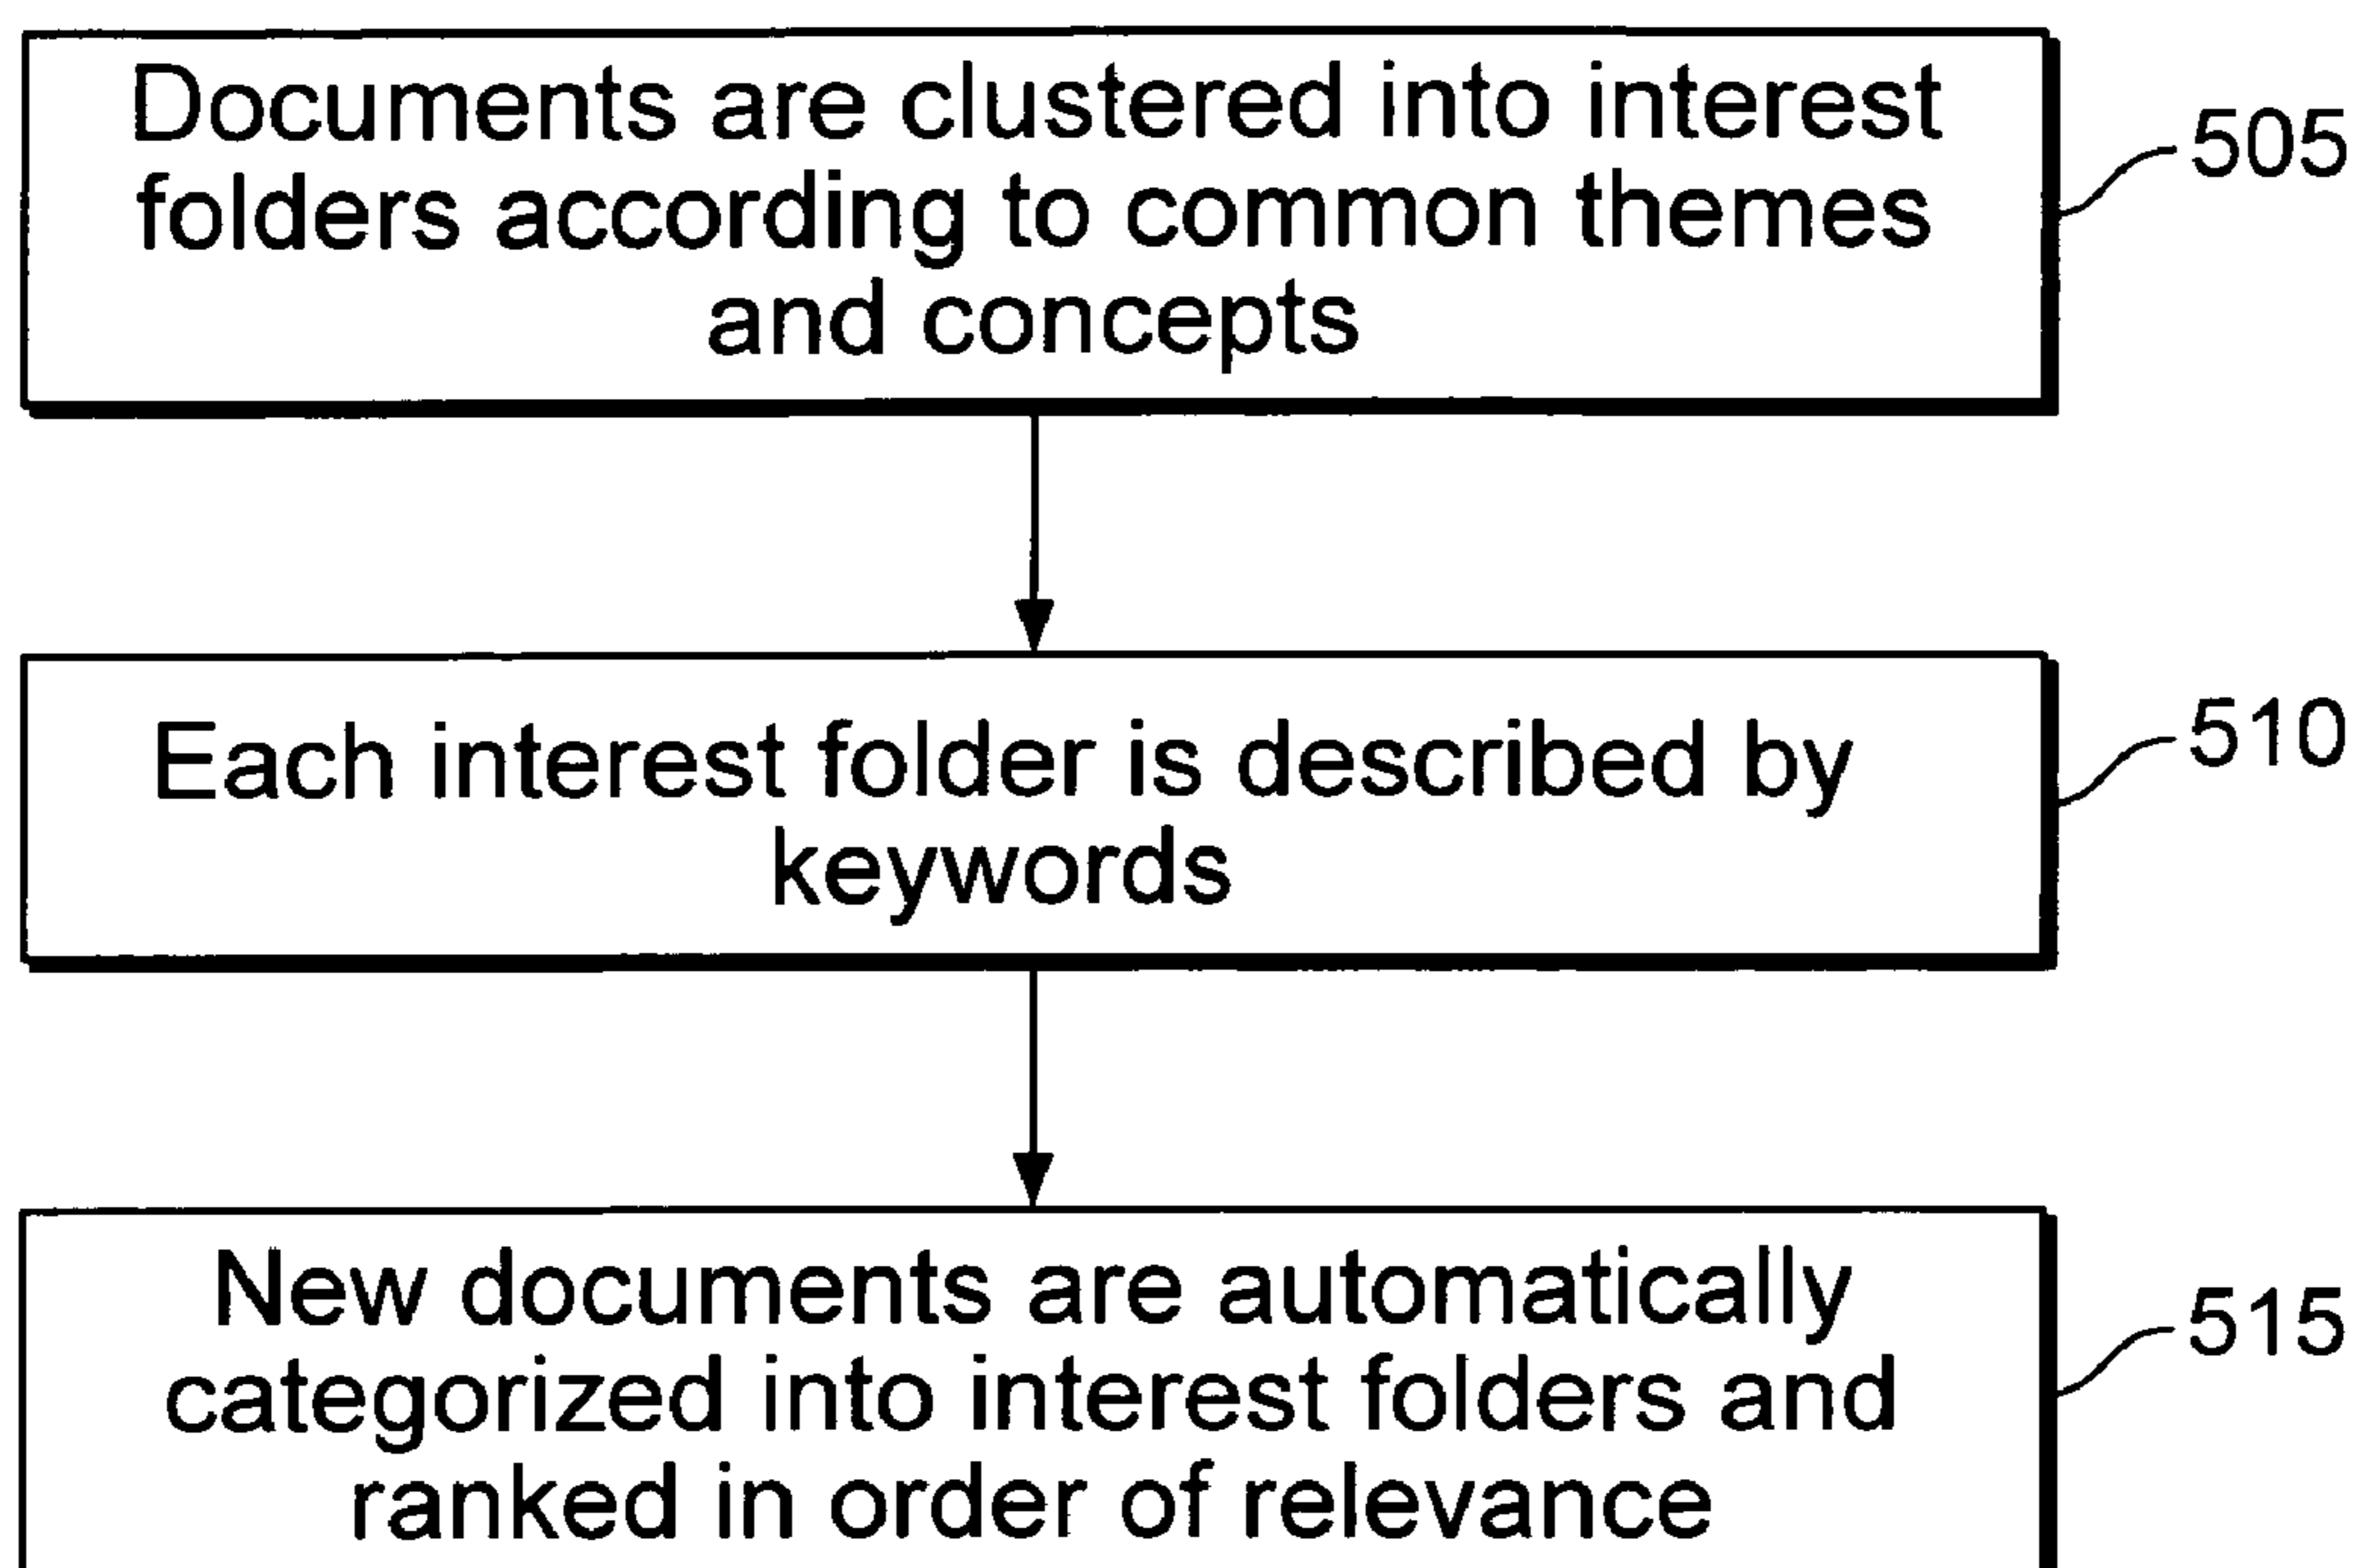 Documents are clustered into interest
folders according to common themes
and concepts
505
Each interest folder is described by
keywords
510
New documents are automatically
categorized into interest folders and
ranked in order of relevance
515